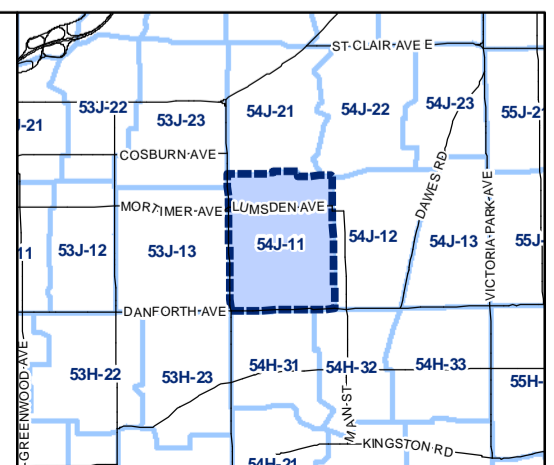 ST CLAIR AVE E
53J-22
53J-23
54J-21
54J-22
54J-23
55J-21
J-21
COSBURN AVE
MORTIMER AVE
LUMSDEN AVE
DAWES RD
VICTORIA PARK AVE
11
53J-12
53J-13
54J-11
54J-12
54J-13
55J-
DANFORTH AVE
GREENWOOD AVE
53H-22
53H-23
54H-31
54H-32
54H-33
55H-
MAIN ST
KINGSTON RD
54H-21